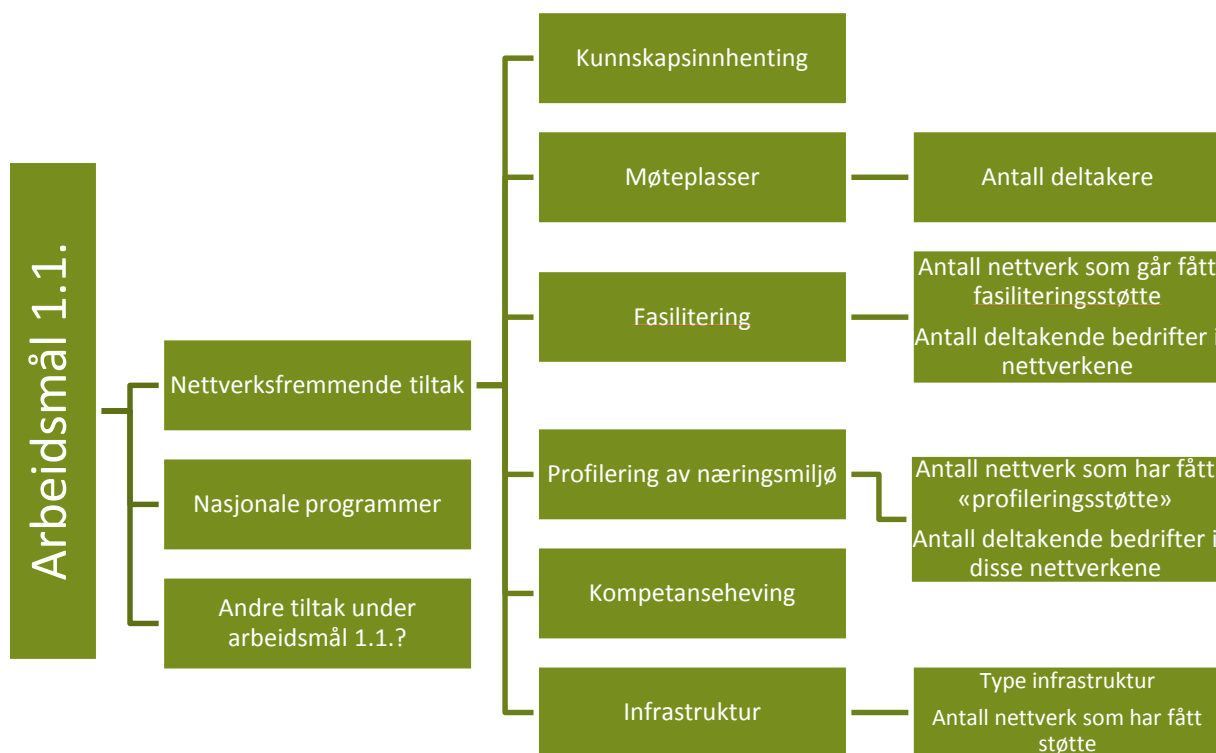 Arbeidsmål 1.1.
Nettverksfremmende tiltak
Nasjonale programmer
Andre tiltak under
arbeidsmål 1.1.?
Kunnskapsinnhenting
Møteplasser
Antall deltakere
Fasilitering
Antall nettverk som går fått
fasiliteringsstøtte
Antall deltakende bedrifter i
nettverkene
Profilering av næringsmiljø
Antall nettverk som har fått
«profileringsstøtte»
Antall deltakende bedrifter i
disse nettverkene
Kompetanseheving
Infrastruktur
Type infrastruktur
Antall nettverk som har fått
støtte